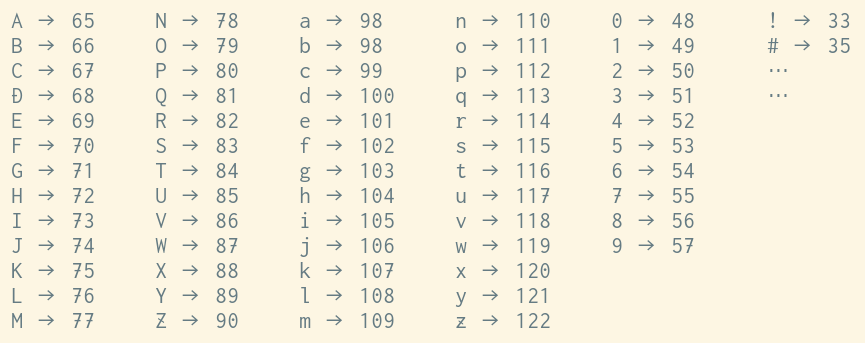 A → 65 N → 78 a → 98 n → 110 0 → 48 ! → 33
B → 66 O → 79 b → 98 o → 111 1 → 49 # → 35
C → 67 P → 80 c → 99 p → 112 2 → 50 ...
D → 68 Q → 81 d → 100 q → 113 3 → 51 ...
E → 69 R → 82 e → 101 r → 114 4 → 52
F → 70 S → 83 f → 102 s → 115 5 → 53
G → 71 T → 84 g → 103 t → 116 6 → 54
H → 72 U → 85 h → 104 u → 117 7 → 55
I → 73 V → 86 i → 105 v → 118 8 → 56
J → 74 W → 87 j → 106 w → 119 9 → 57
K → 75 X → 88 k → 107 x → 120
L → 76 Y → 89 l → 108 y → 121
M → 77 Z → 90 m → 109 z → 122